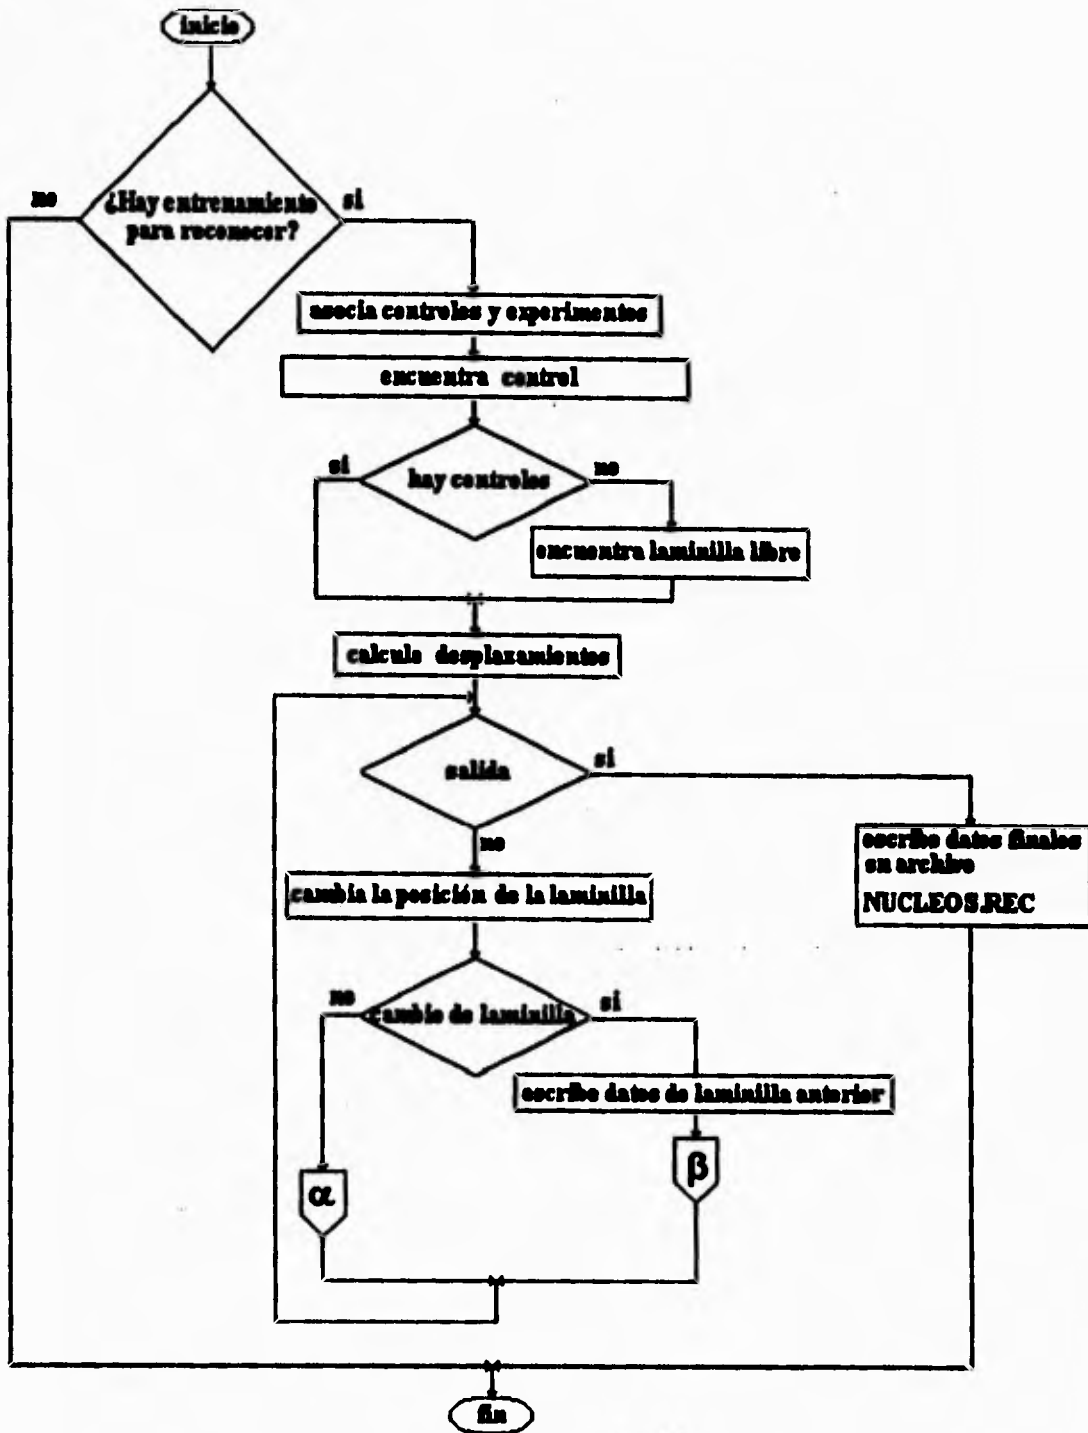 inicio
no
¿Hay entrenamiento
para reconocer?
si
asocia controles y experimentos
encuentra control
si
hay controles
no
encuentra laminilla libre
calcula desplazamientos
salida
si
no
escribe datos finales
en archivo
NUCLEOS.REC
cambia la posición de la laminilla
no
cambio de laminilla
si
escribe datos de laminilla anterior
α
β
fin